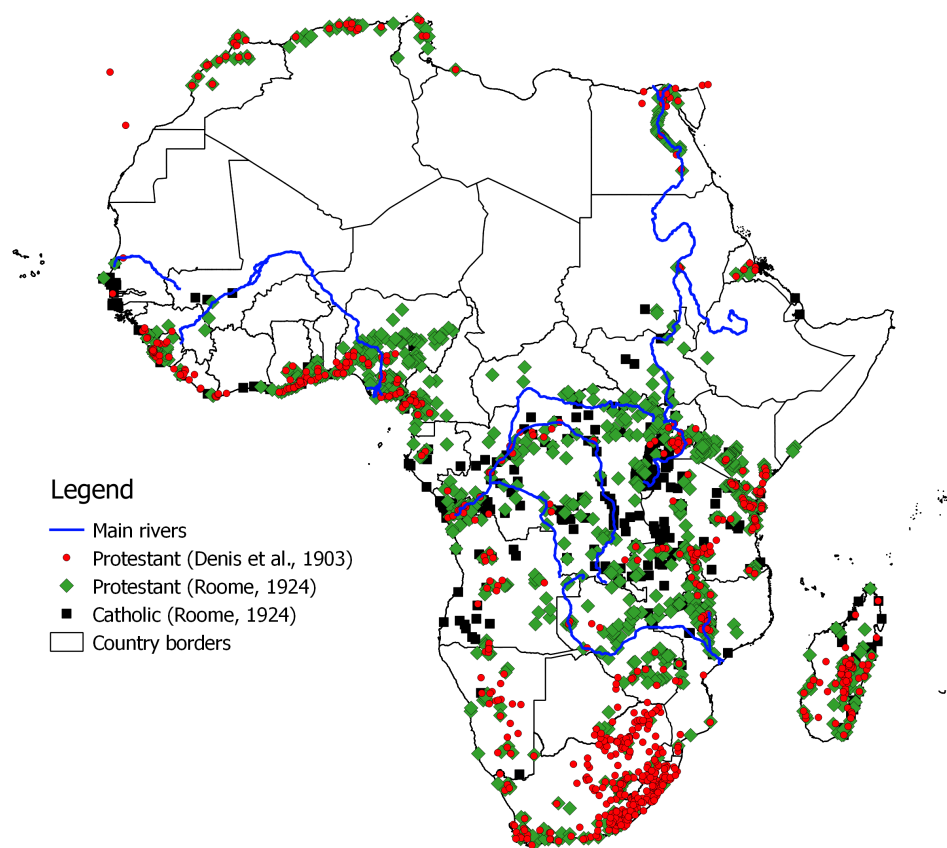 Legend
Main rivers
Protestant (Denis et al., 1903)
Protestant (Roome, 1924)
Catholic (Roome, 1924)
Country borders